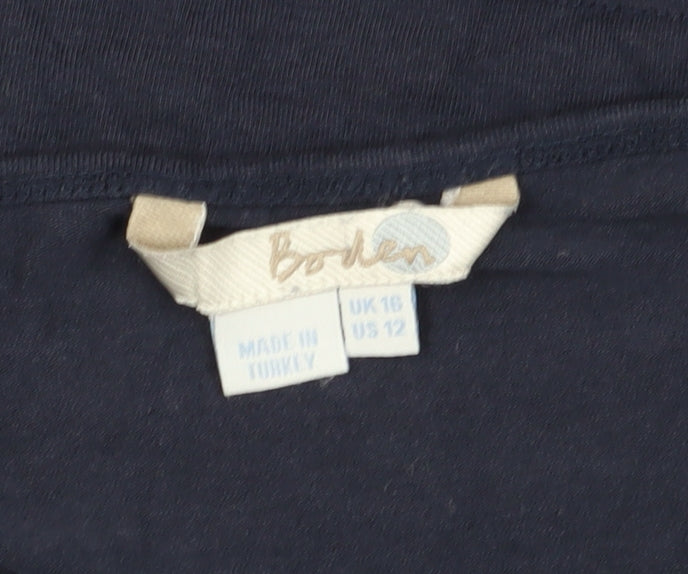 Boden
UK 16
US 12
MADE IN
TURKEY